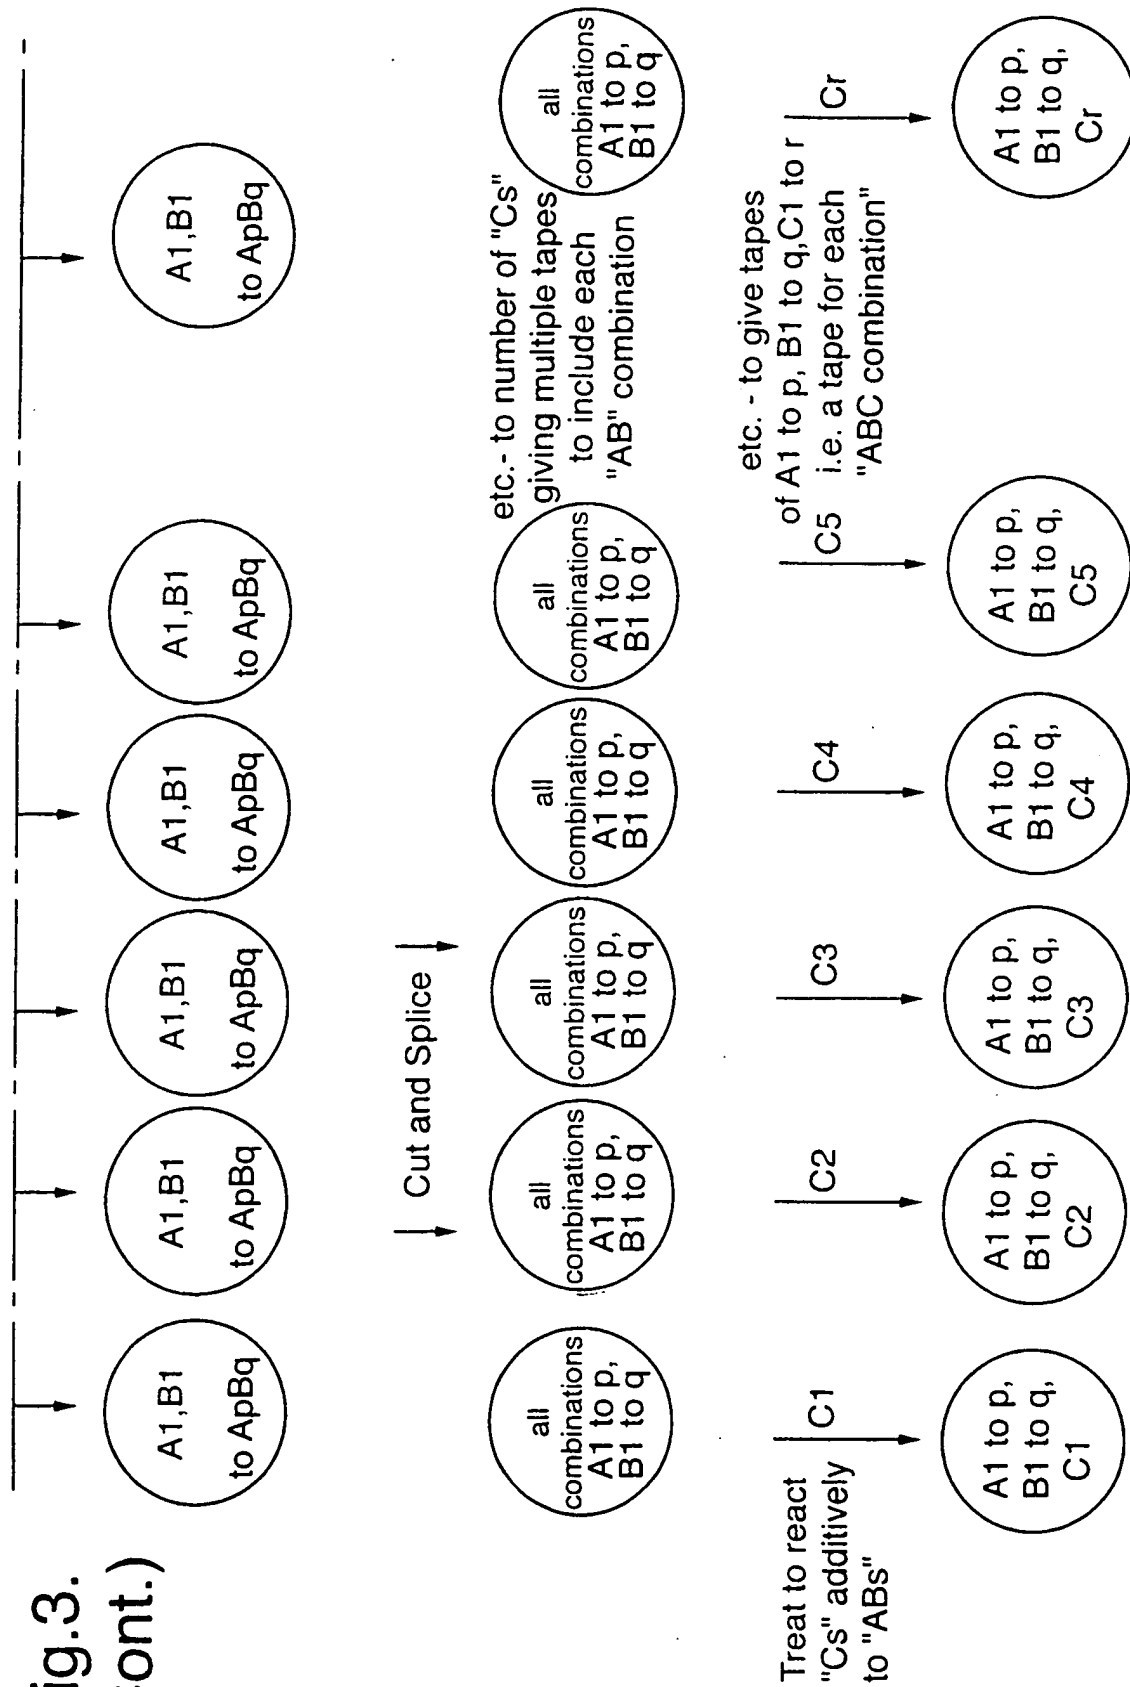 ig.3.
cont.)
A1,B1
to ApBq
A1,B1
to ApBq
A1,B1
to ApBq
A1,B1
to ApBq
A1,B1
to ApBq
A1,B1
to ApBq
Cut and Splice
all
combinations
A1 to p,
B1 to q
all
combinations
A1 to p,
B1 to q
all
combinations
A1 to p,
B1 to q
all
combinations
A1 to p,
B1 to q
all
combinations
A1 to p,
B1 to q
etc.- to number of "Cs"
giving multiple tapes
to include each
"AB" combination
all
combinations
A1 to p,
B1 to q
Treat to react
"Cs" additively
to "ABs"
C1
C2
C3
C4
C5
etc. - to give tapes
of A1 to p, B1 to q,C1 to r
i.e. a tape for each
"ABC combination"
Cr
A1 to p,
B1 to q,
C1
A1 to p,
B1 to q,
C2
A1 to p,
B1 to q,
C3
A1 to p,
B1 to q,
C4
A1 to p,
B1 to q,
C5
A1 to p,
B1 to q,
Cr